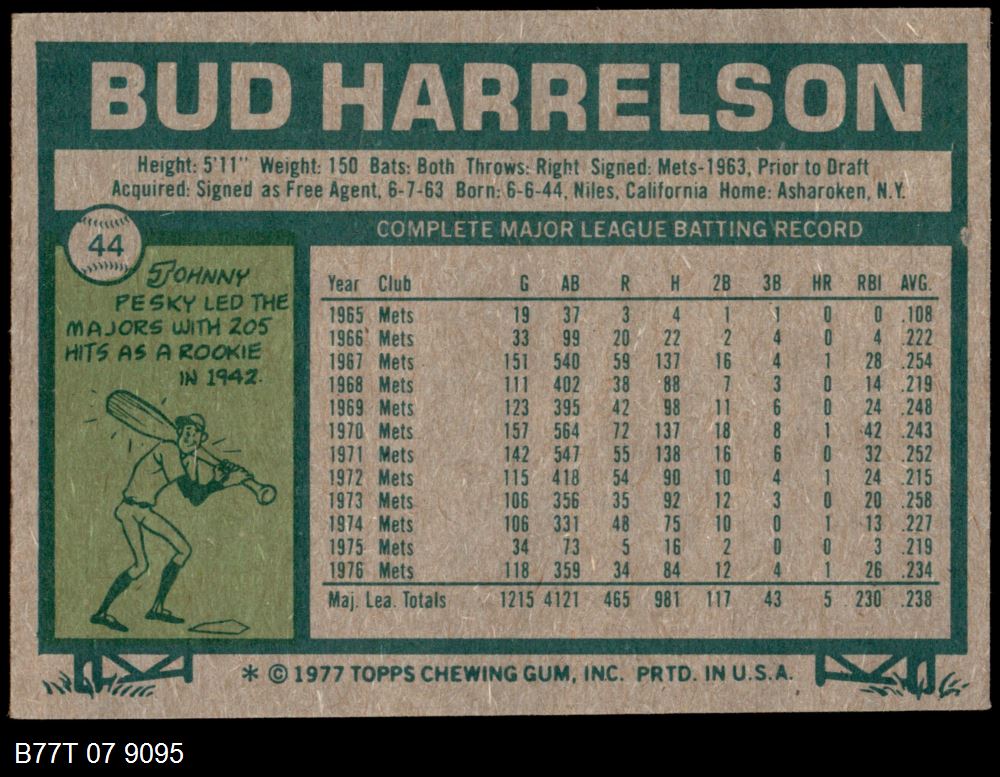 BUD HARRELSON
Height: 5'11" Weight: 150 Bats: Both Throws: Right Signed: Mets-1963, Prior to Draft
Acquired: Signed as Free Agent, 6-7-63 Born: 6-6-44, Niles, California Home: Asharoken, N.Y.
44
JOHNNY
PESKY LED THE
MAJORS WITH 205
HITS AS A ROOKIE
IN 1942.
COMPLETE MAJOR LEAGUE BATTING RECORD
Year Club G AB R H 2B 3B HR RBI AVG.
1965 Mets 19 37 3 4 1 1 0 0 .108
1966 Mets 33 99 20 22 2 4 0 4 .222
1967 Mets 151 540 59 137 16 4 1 28 .254
1968 Mets 111 402 38 88 7 3 0 14 .219
1969 Mets 123 395 42 98 11 6 0 24 .248
1970 Mets 157 564 72 137 18 8 1 42 .243
1971 Mets 142 547 55 138 16 6 0 32 .252
1972 Mets 115 418 54 90 10 4 1 24 .215
1973 Mets 106 356 35 92 12 3 0 20 .258
1974 Mets 106 331 48 75 10 0 1 13 .227
1975 Mets 34 73 5 16 2 0 0 3 .219
1976 Mets 118 359 34 84 12 4 1 26 .234
Maj. Lea. Totals 1215 4121 465 981 117 43 5 230 .238
* © 1977 TOPPS CHEWING GUM, INC. PRTD. IN U.S.A.
B77T 07 9095